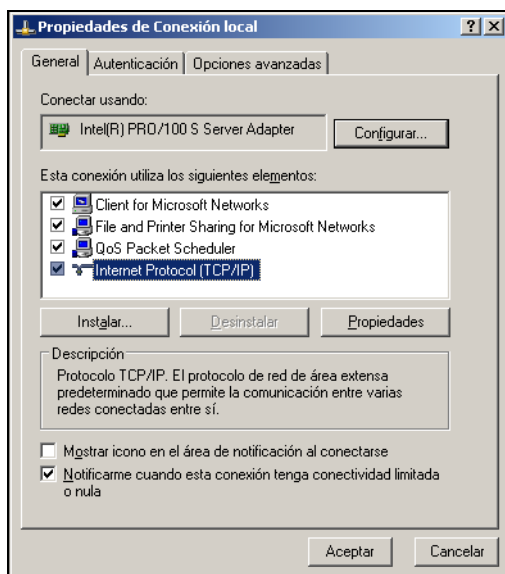 Propiedades de Conexión local
General Autenticación Opciones avanzadas
Conectar usando:
Intel(R) PRO/100 S Server Adapter Configurar...
Esta conexión utiliza los siguientes elementos:
Client for Microsoft Networks
File and Printer Sharing for Microsoft Networks
QoS Packet Scheduler
Internet Protocol (TCP/IP)
Instalar... Desinstalar Propiedades
Descripción
Protocolo TCP/IP. El protocolo de red de área extensa
predeterminado que permite la comunicación entre varias
redes conectadas entre sí.
Mostrar icono en el área de notificación al conectarse
Notificarme cuando esta conexión tenga conectividad limitada
o nula
Aceptar Cancelar